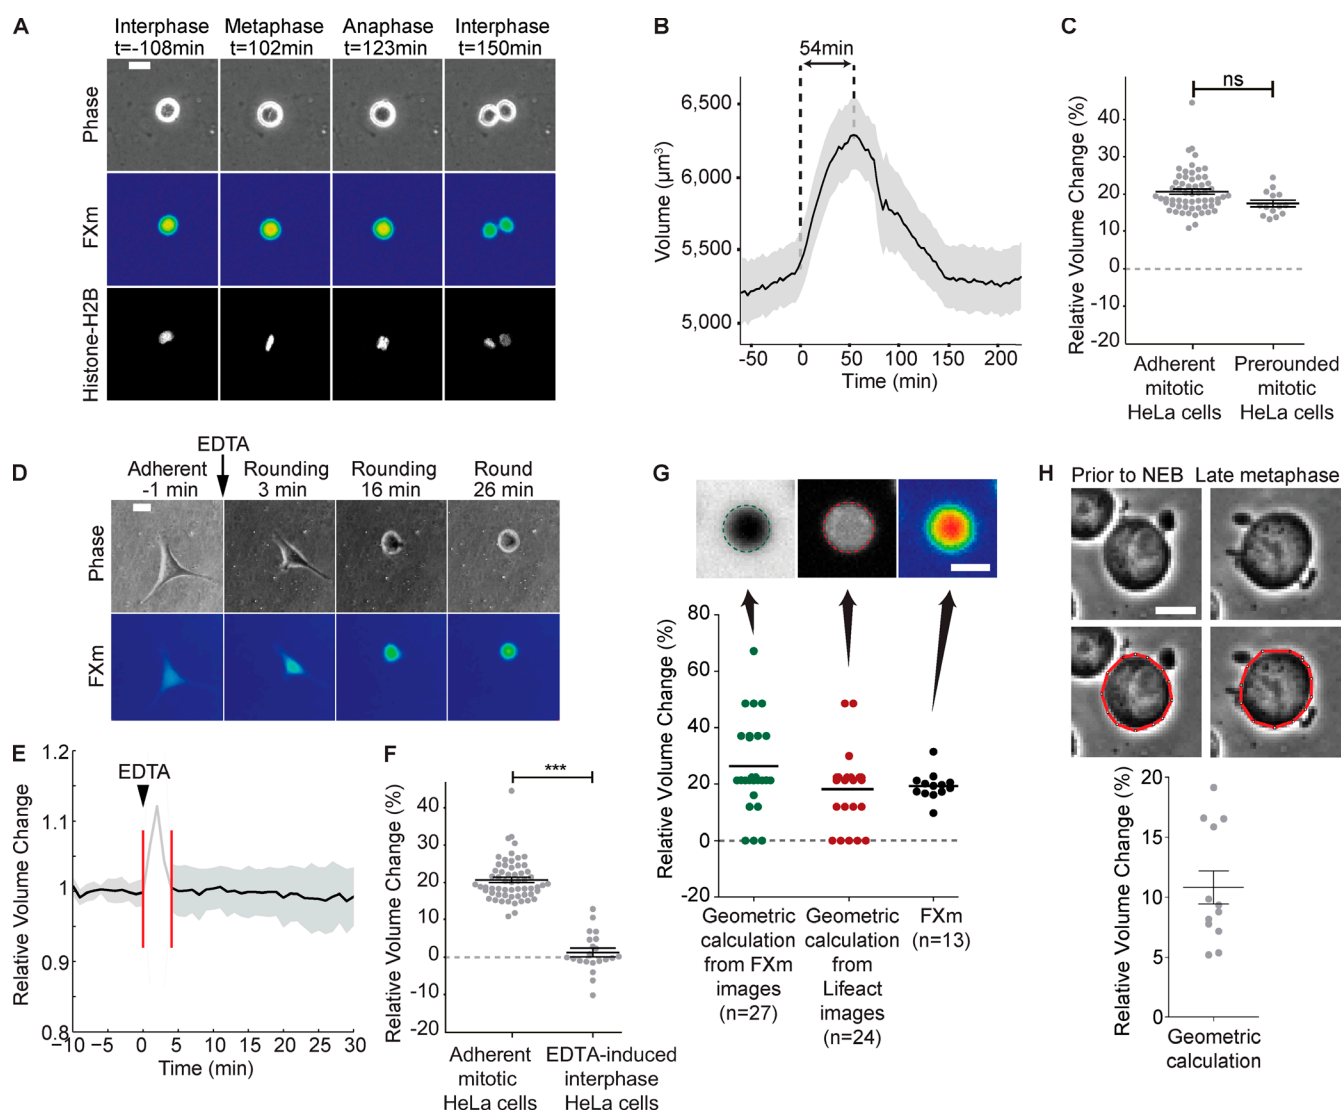 A
Interphase Metaphase Anaphase Interphase
t=-108min t=102min t=123min t=150min
Phase
FXm
Histone-H2B
B
54min
Volume (µm³)
6,500
6,000
5,500
5,000
-50 0 50 100 150 200
Time (min)
C
ns
Relative Volume Change (%)
40
30
20
10
0
-10
-20
Adherent mitotic HeLa cells
Prerounded mitotic HeLa cells
D
EDTA
Adherent Rounding Rounding Round
-1 min 3 min 16 min 26 min
Phase
FXm
E
EDTA
Relative Volume Change
1.2
1.1
1
0.9
0.8
-10 -5 0 5 10 15 20 25 30
Time (min)
F
***
Relative Volume Change (%)
40
30
20
10
0
-10
-20
Adherent mitotic HeLa cells
EDTA-induced interphase HeLa cells
G
Relative Volume Change (%)
80
60
40
20
0
-20
Geometric calculation from FXm images (n=27)
Geometric calculation from Lifeact images (n=24)
FXm (n=13)
H
Prior to NEB Late metaphase
Relative Volume Change (%)
20
15
10
5
0
Geometric calculation